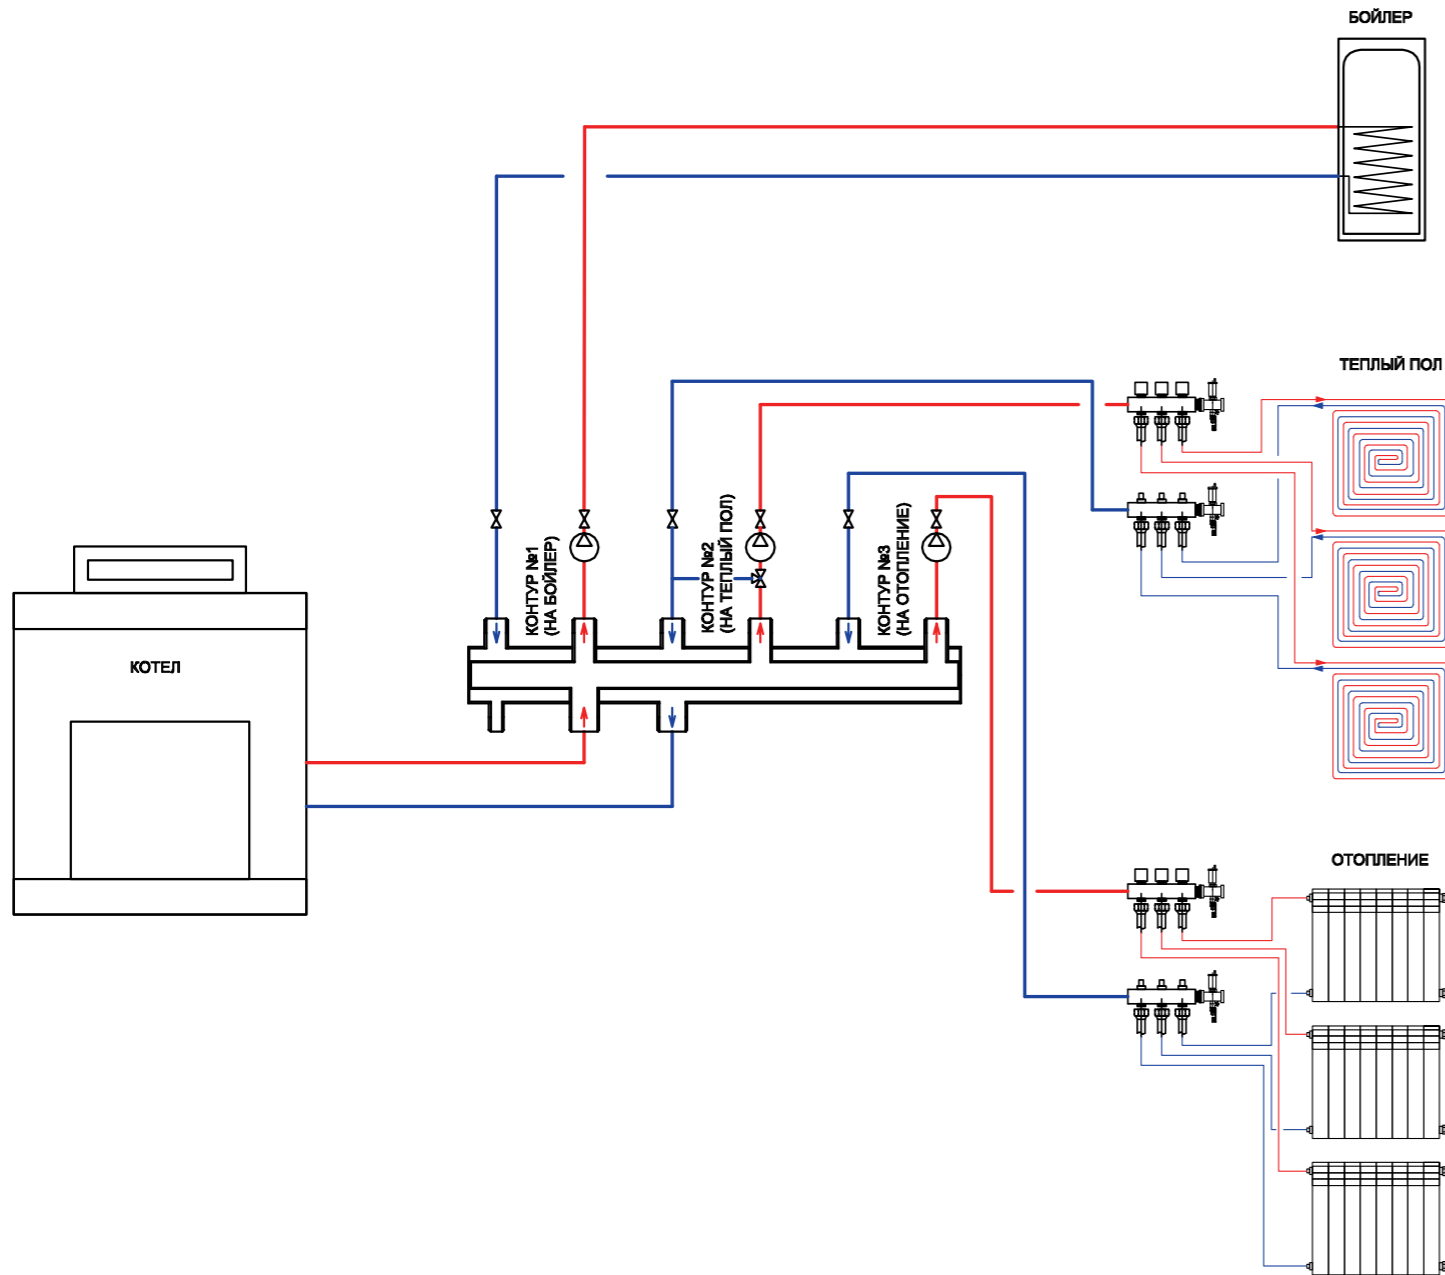 БОЙЛЕР
ТЕПЛЫЙ ПОЛ
КОНТУР №1
(НА БОЙЛЕР)
КОНТУР №2
(НА ТЕПЛЫЙ ПОЛ)
КОНТУР №3
(НА ОТОПЛЕНИЕ)
КОТЕЛ
ОТОПЛЕНИЕ